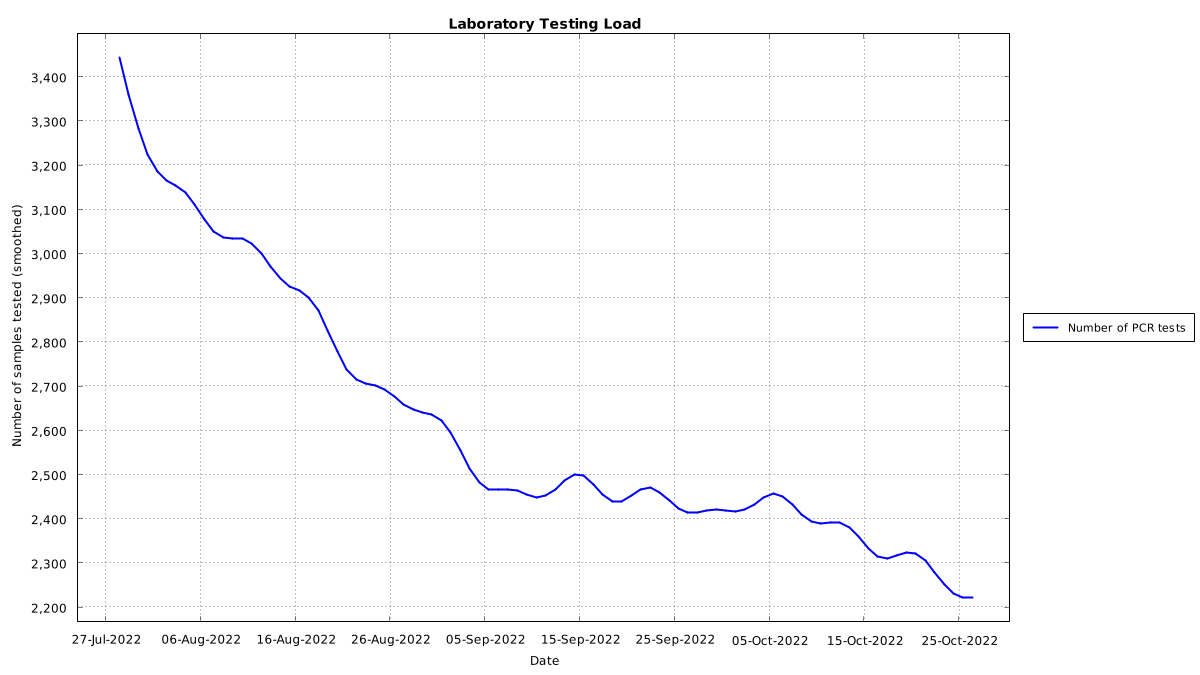 Laboratory Testing Load
Number of samples tested (smoothed)
3,400
3,300
3,200
3,100
3,000
2,900
2,800
2,700
2,600
2,500
2,400
2,300
2,200
27-Jul-2022 06-Aug-2022 16-Aug-2022 26-Aug-2022 05-Sep-2022 15-Sep-2022 25-Sep-2022 05-Oct-2022 15-Oct-2022 25-Oct-2022
Date
Number of PCR tests